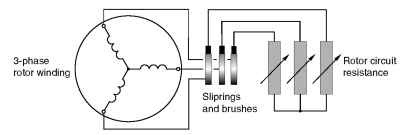 3-phase
rotor winding
Sliprings
and brushes
Rotor circuit
resistance